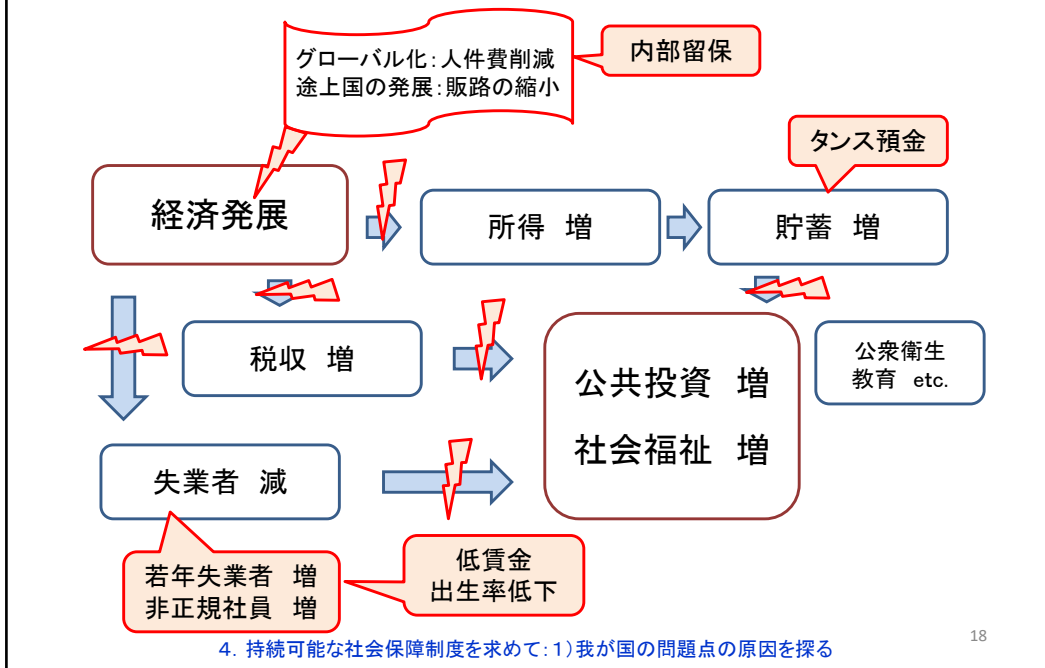 グローバル化：人件費削減
途上国の発展：販路の縮小
内部留保
タンス預金
経済発展
所得　増
貯蓄　増
税収　増
公共投資　増
社会福祉　増
公衆衛生
教育　etc.
失業者　減
若年失業者　増
非正規社員　増
低賃金
出生率低下
4．持続可能な社会保障制度を求めて：1）我が国の問題点の原因を探る
18